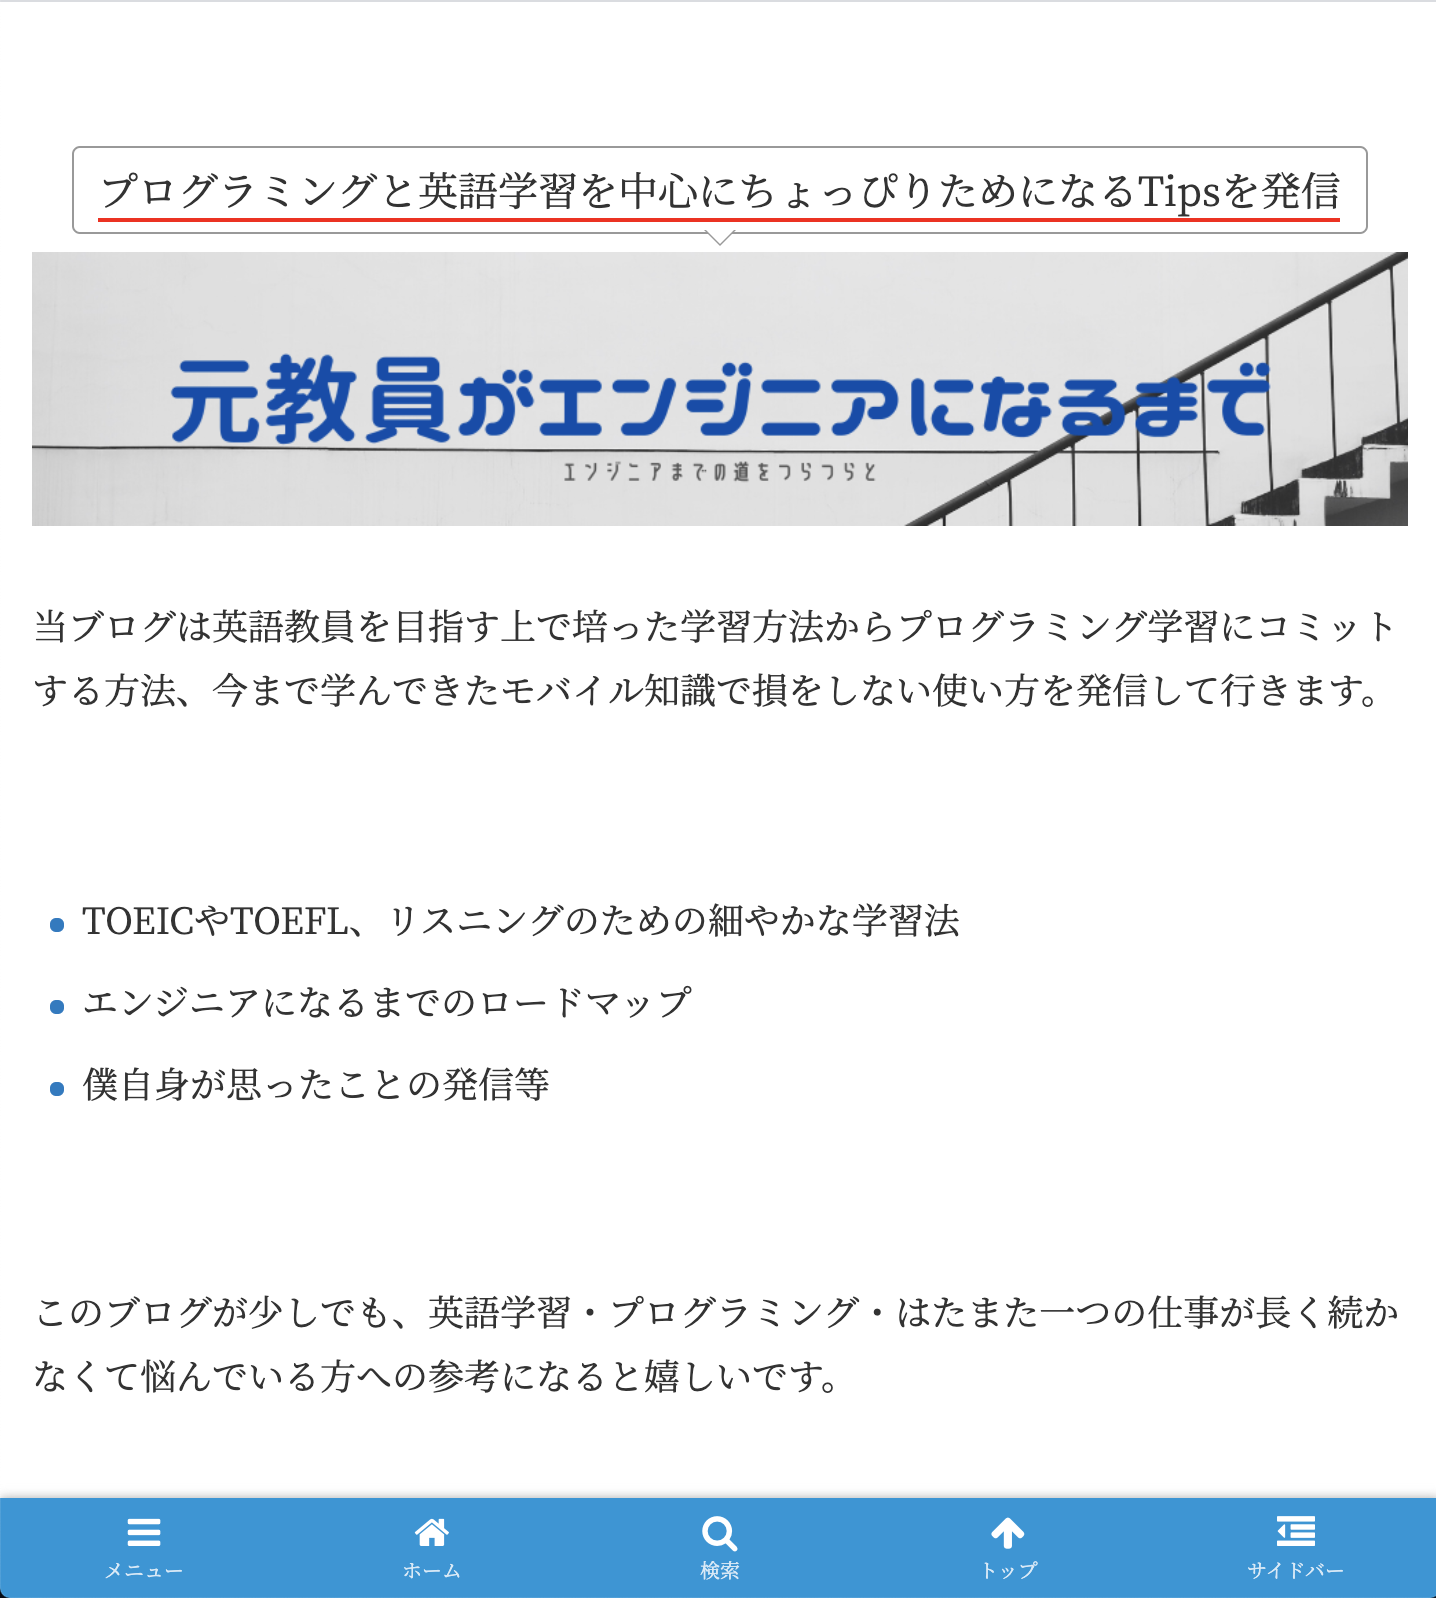 プログラミングと英語学習を中心にちょっぴりためになるTipsを発信
元教員がエンジニアになるまで
エンジニアまでの道をつらつらと
当ブログは英語教員を目指す上で培った学習方法からプログラミング学習にコミット
する方法、今まで学んできたモバイル知識で損をしない使い方を発信して行きます。
TOEICやTOEFL、リスニングのための細やかな学習法
エンジニアになるまでのロードマップ
僕自身が思ったことの発信等
このブログが少しでも、英語学習・プログラミング・はたまた一つの仕事が長く続か
なくて悩んでいる方への参考になると嬉しいです。
メニュー ホーム 検索 トップ サイドバー